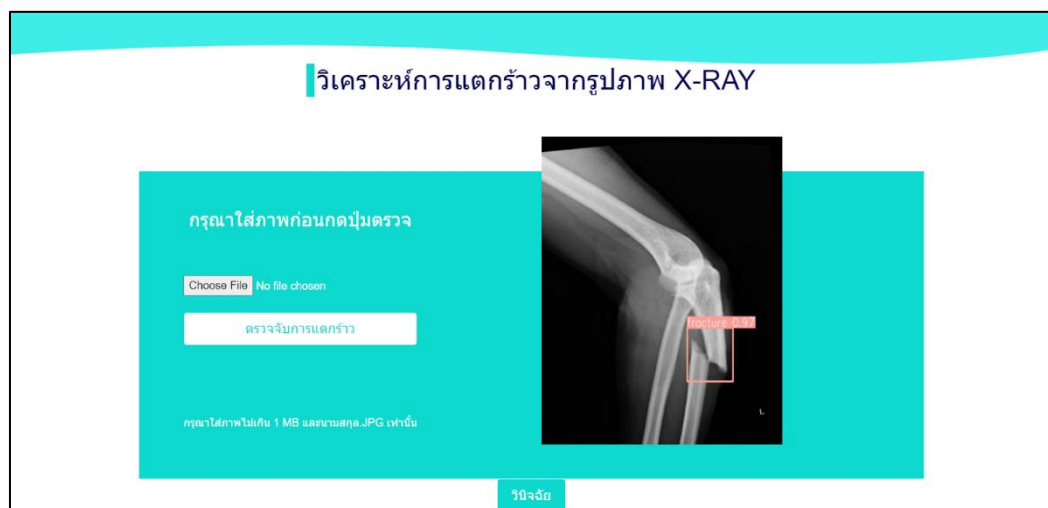 วิเคราะห์การแตกร้าวจากรูปภาพ X-RAY
กรุณาใส่ภาพก่อนกดปุ่มตรวจ
Choose File No file chosen
ตรวจจับการแตกร้าว
fracture 0.97
L
กรุณาใส่ภาพไม่เกิน 1 MB และนามสกุล.JPG เท่านั้น
วินิจฉัย